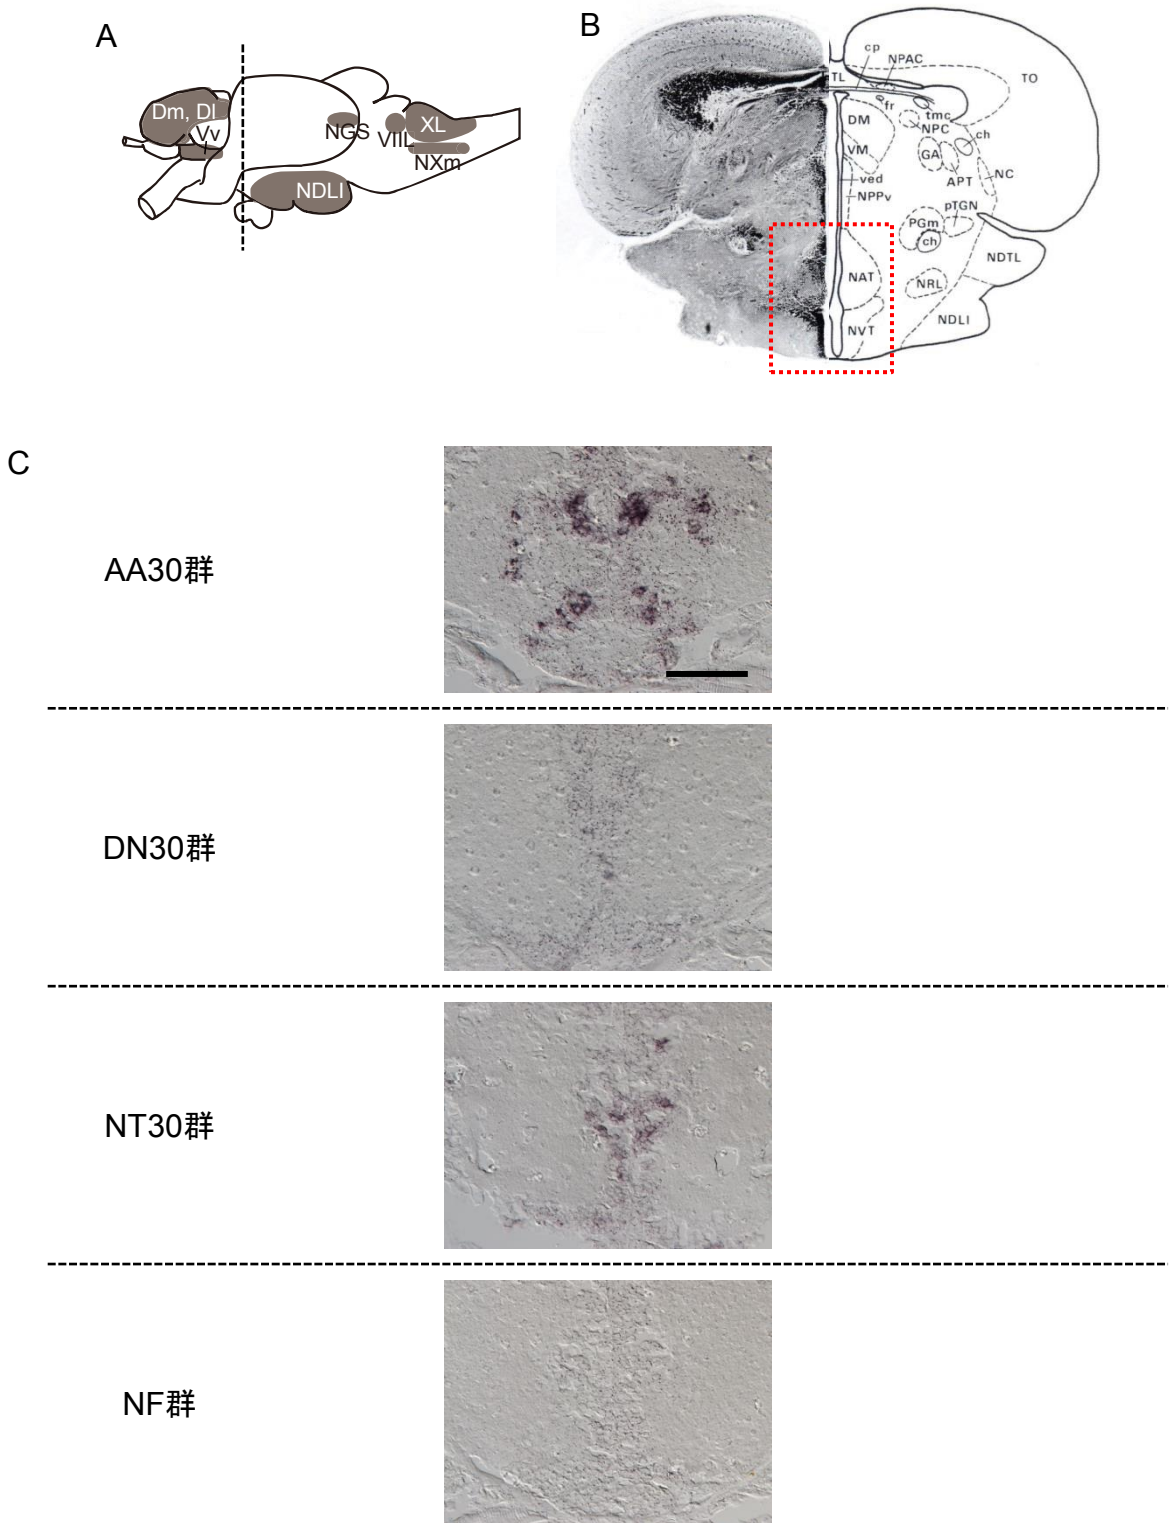 A
Dm, Dl
Vv
NGS
VIIL
XL
NXm
NDLI
B
cp
NPAC
TL
TO
fr
tmc
DM
NPC
ch
VM
GA
APT
NC
ved
NPPv
pTGN
PGm
ch
NAT
NRL
NDTL
NVT
NDLI
C
AA30群
DN30群
NT30群
NF群